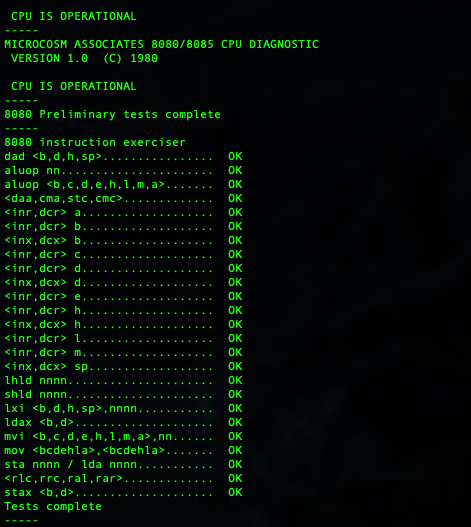 CPU IS OPERATIONAL
-----
MICROCOSM ASSOCIATES 8080/8085 CPU DIAGNOSTIC
VERSION 1.0  (C) 1980
CPU IS OPERATIONAL
-----
8080 Preliminary tests complete
-----
8080 instruction exerciser
dad <b,d,h,sp>................  OK
aluop nn......................  OK
aluop <b,c,d,e,h,l,m,a>.......  OK
<daa,cma,stc,cmc>.............  OK
<inr,dcr> a...................  OK
<inr,dcr> b...................  OK
<inx,dcx> b...................  OK
<inr,dcr> c...................  OK
<inr,dcr> d...................  OK
<inx,dcx> d...................  OK
<inr,dcr> e...................  OK
<inr,dcr> h...................  OK
<inx,dcx> h...................  OK
<inr,dcr> l...................  OK
<inr,dcr> m...................  OK
<inx,dcx> sp..................  OK
lhld nnnn.....................  OK
shld nnnn.....................  OK
lxi <b,d,h,sp>,nnnn...........  OK
ldax <b,d>....................  OK
mvi <b,c,d,e,h,l,m,a>,nn......  OK
mov <bcdehla>,<bcdehla>.......  OK
sta nnnn / lda nnnn...........  OK
<rlc,rrc,ral,rar>.............  OK
stax <b,d>....................  OK
Tests complete
-----